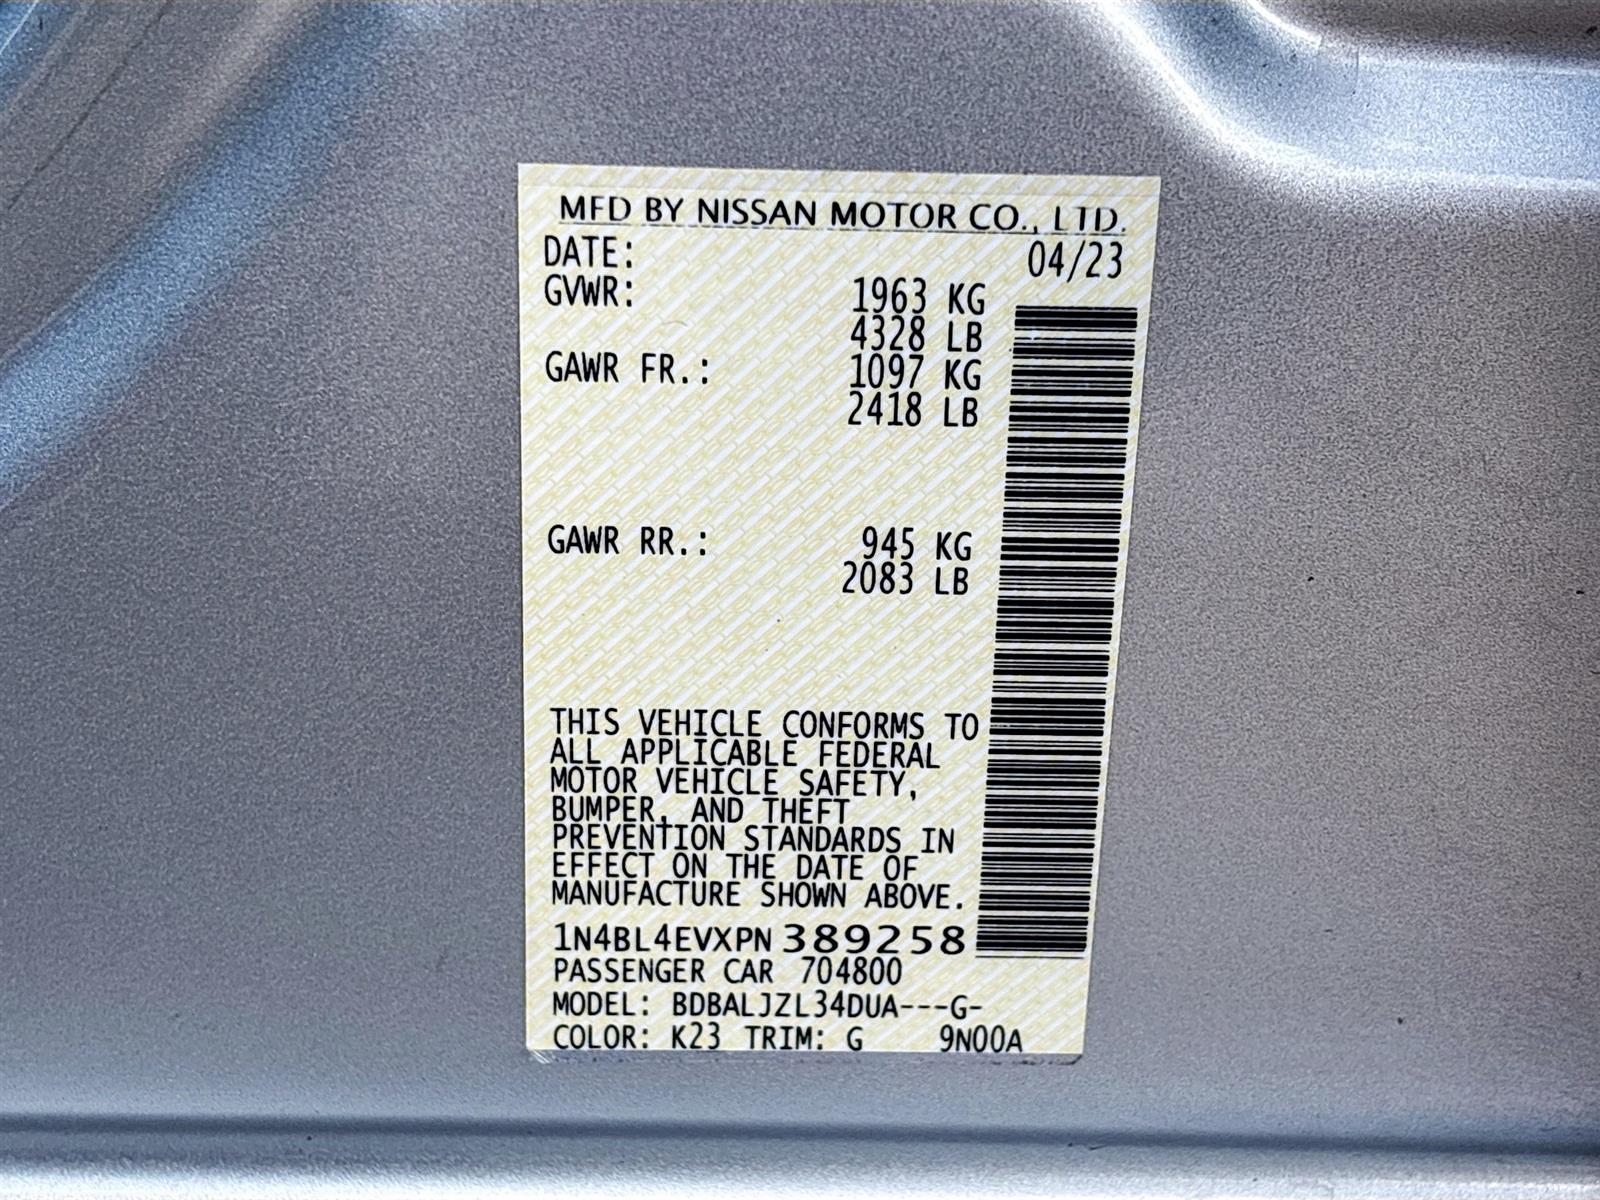 MFD BY NISSAN MOTOR CO., LTD.
DATE: 04/23
GVWR: 1963 KG
4328 LB
GAWR FR.: 1097 KG
2418 LB
GAWR RR.: 945 KG
2083 LB
THIS VEHICLE CONFORMS TO
ALL APPLICABLE FEDERAL
MOTOR VEHICLE SAFETY,
BUMPER, AND THEFT
PREVENTION STANDARDS IN
EFFECT ON THE DATE OF
MANUFACTURE SHOWN ABOVE.
1N4BL4EVXPN389258
PASSENGER CAR 704800
MODEL: BDBALJZL34DUA---G-
COLOR: K23 TRIM: G 9N00A